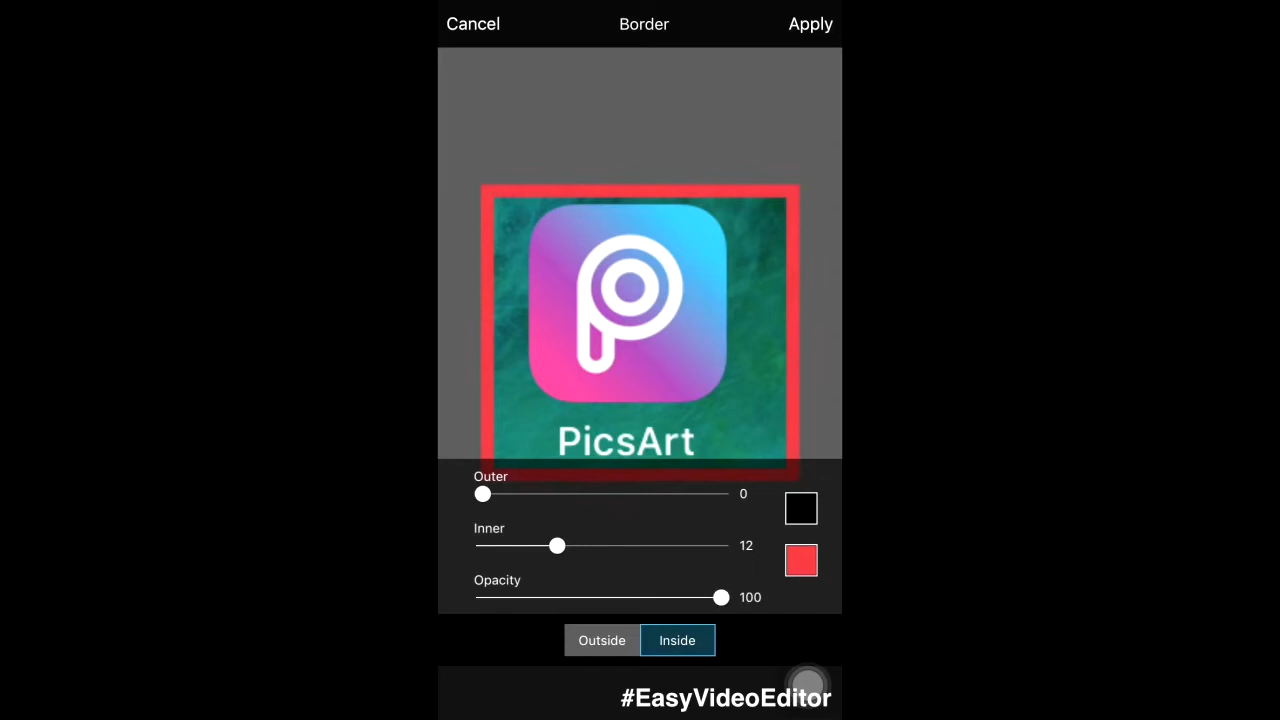 Cancel Border Apply
PicsArt
Outer
0
Inner
12
Opacity
100
Outside Inside
#EasyVideoEditor